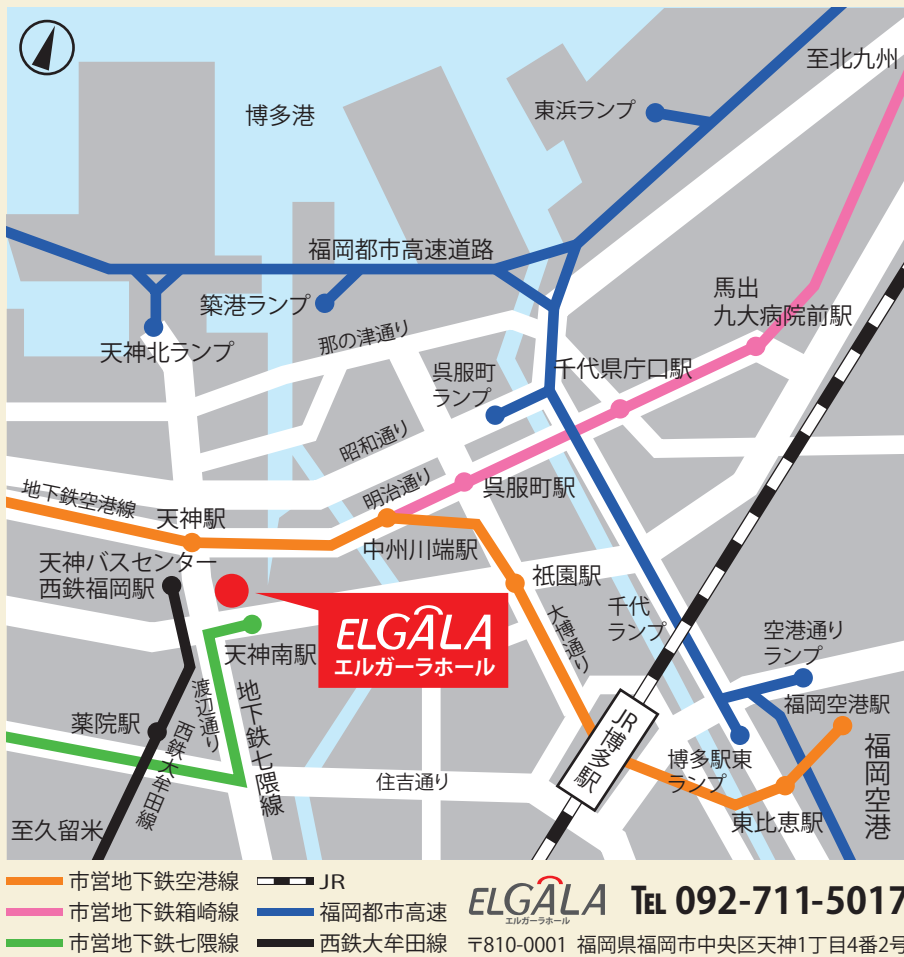 至北九州
博多港
東浜ランプ
福岡都市高速道路
築港ランプ
馬出
九大病院前駅
天神北ランプ
那の津通り
呉服町
ランプ
千代県庁口駅
昭和通り
明治通り
呉服町駅
地下鉄空港線
天神駅
中州川端駅
天神バスセンター
西鉄福岡駅
祇園駅
大博通り
千代
ランプ
ELGALA
エルガーラホール
空港通り
ランプ
天神南駅
渡辺通り
地下鉄七隈線
福岡空港駅
薬院駅
西鉄大牟田線
JR博多駅
博多駅東
ランプ
福岡空港
住吉通り
東比恵駅
至久留米
市営地下鉄空港線
JR
市営地下鉄箱崎線
福岡都市高速
市営地下鉄七隈線
西鉄大牟田線
ELGALA
エルガーラホール
TEL 092-711-5017
〒810-0001 福岡県福岡市中央区天神1丁目4番2号